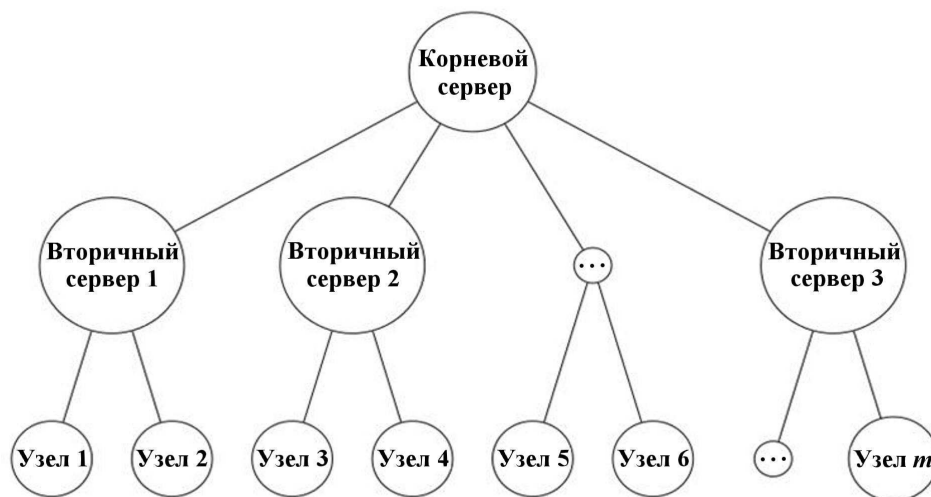 Корневой
сервер
Вторичный
сервер 1
Вторичный
сервер 2
...
Вторичный
сервер 3
Узел 1
Узел 2
Узел 3
Узел 4
Узел 5
Узел 6
...
Узел m